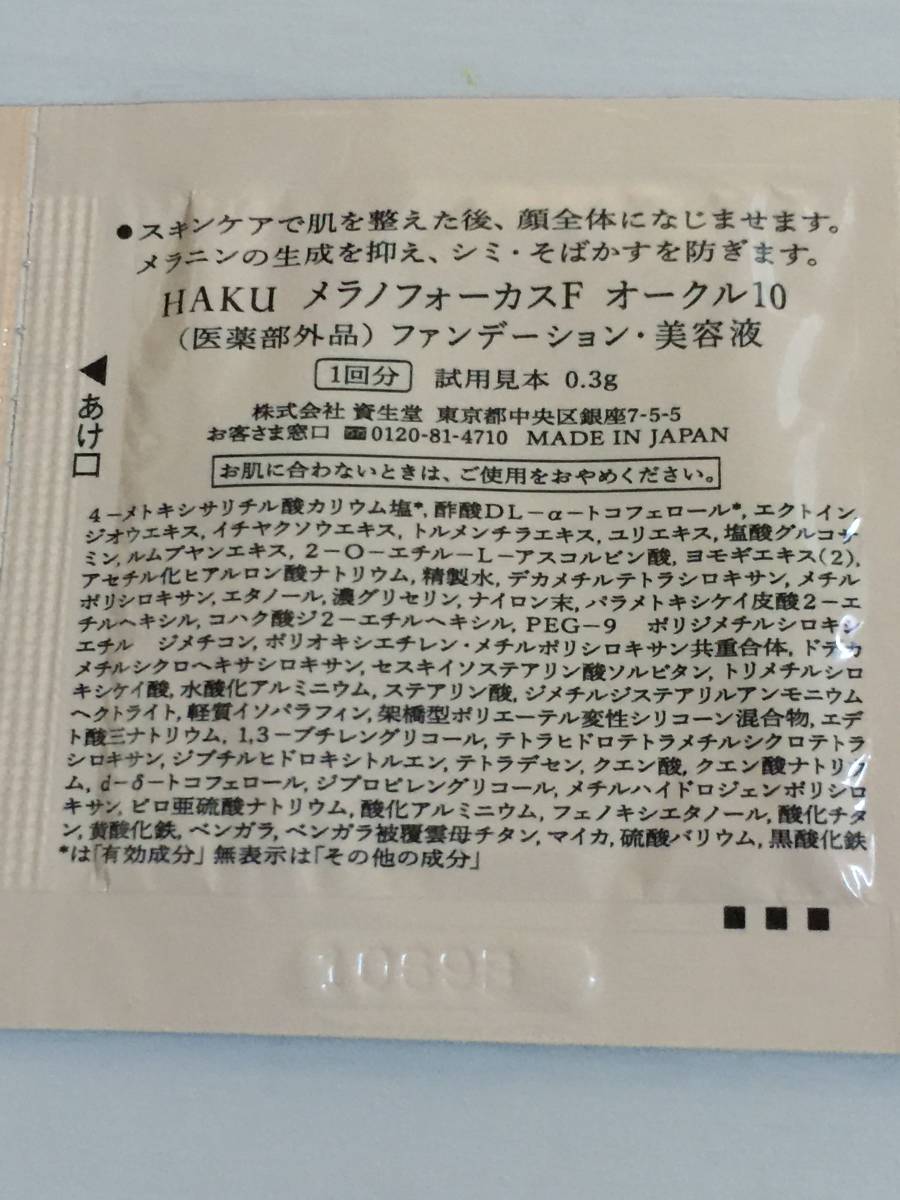 ●スキンケアで肌を整えた後、顔全体になじませます。
メラニンの生成を抑え、シミ・そばかすを防ぎます。
HAKU メラノフォーカスF オークル10
(医薬部外品)ファンデーション・美容液
1回分 試用見本 0.3g
◀あけ口
株式会社 資生堂 東京都中央区銀座7-5-5
お客さま窓口 ☎0120-81-4710 MADE IN JAPAN
お肌に合わないときは、ご使用をおやめください。
4-メトキシサリチル酸カリウム塩*, 酢酸DL-α-トコフェロール*, エクトイン,
ジオウエキス, イチヤクソウエキス, トルメンチラエキス, ユリエキス, 塩酸グルコサ
ミン, ルムプヤンエキス, 2-O-エチル-L-アスコルビン酸, ヨモギエキス(2),
アセチル化ヒアルロン酸ナトリウム, 精製水, デカメチルテトラシロキサン, メチル
ポリシロキサン, エタノール, 濃グリセリン, ナイロン末, パラメトキシケイ皮酸2-エ
チルヘキシル, コハク酸ジ2-エチルヘキシル, PEG-9 ポリジメチルシロキシ
エチル ジメチコン, ポリオキシエチレン・メチルポリシロキサン共重合体, ドデカ
メチルシクロヘキサシロキサン, セスキイソステアリン酸ソルビタン, トリメチルシロ
キシケイ酸, 水酸化アルミニウム, ステアリン酸, ジメチルジステアリルアンモニウム
ヘクトライト, 軽質イソパラフィン, 架橋型ポリエーテル変性シリコーン混合物, エデ
ト酸三ナトリウム, 1,3-ブチレングリコール, テトラヒドロテトラメチルシクロテトラ
シロキサン, ジブチルヒドロキシトルエン, テトラデセン, クエン酸, クエン酸ナトリウ
ム, d-δ-トコフェロール, ジプロピレングリコール, メチルハイドロジェンポリシロ
キサン, ピロ亜硫酸ナトリウム, 酸化アルミニウム, フェノキシエタノール, 酸化チタ
ン, 黄酸化鉄, ベンガラ, ベンガラ被覆雲母チタン, マイカ, 硫酸バリウム, 黒酸化鉄
*は「有効成分」無表示は「その他の成分」